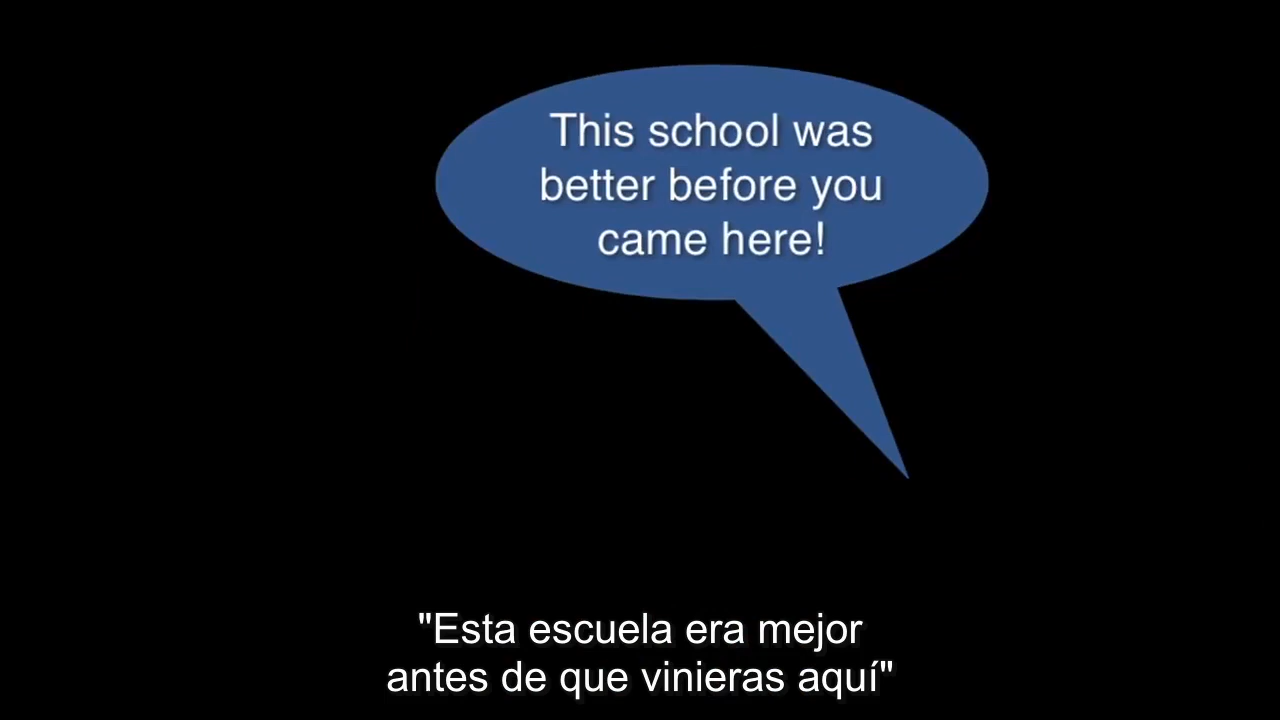 This school was
better before you
came here!
"Esta escuela era mejor
antes de que vinieras aquí"